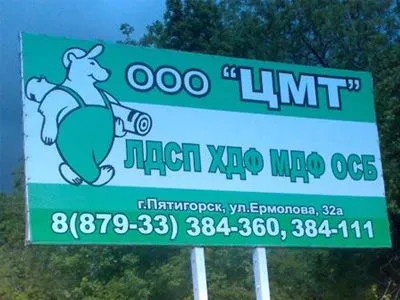 ООО "ЦМТ"
ЛДСП ХДФ МДФ ОСБ
г.Пятигорск, ул.Ермолова, 32а
8(879-33) 384-360, 384-111